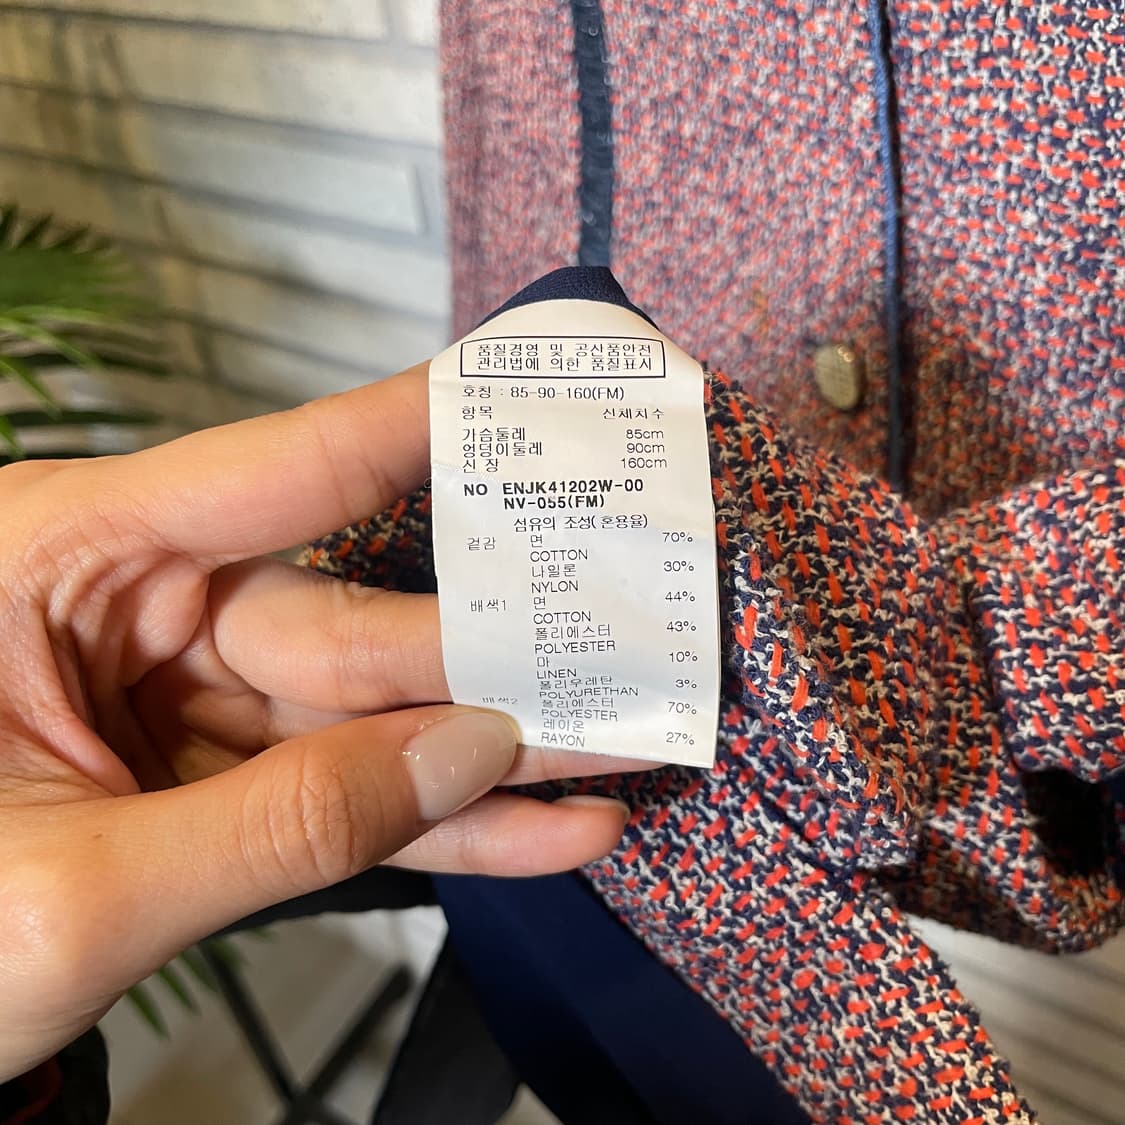 품질경영 및 공산품안전
관리법에 의한 품질표시
호칭 : 85-90-160(FM)
항목 신체치수
가슴둘레 85cm
엉덩이둘레 90cm
신 장 160cm
NO ENJK41202W-00
NV-055(FM)
섬유의 조성(혼용율)
겉감 면 70%
COTTON
나일론 30%
NYLON
배색1 면 44%
COTTON
폴리에스터 43%
POLYESTER
마 10%
LINEN
폴리우레탄 3%
POLYURETHAN
배색2 폴리에스터 70%
POLYESTER
레이온 27%
RAYON